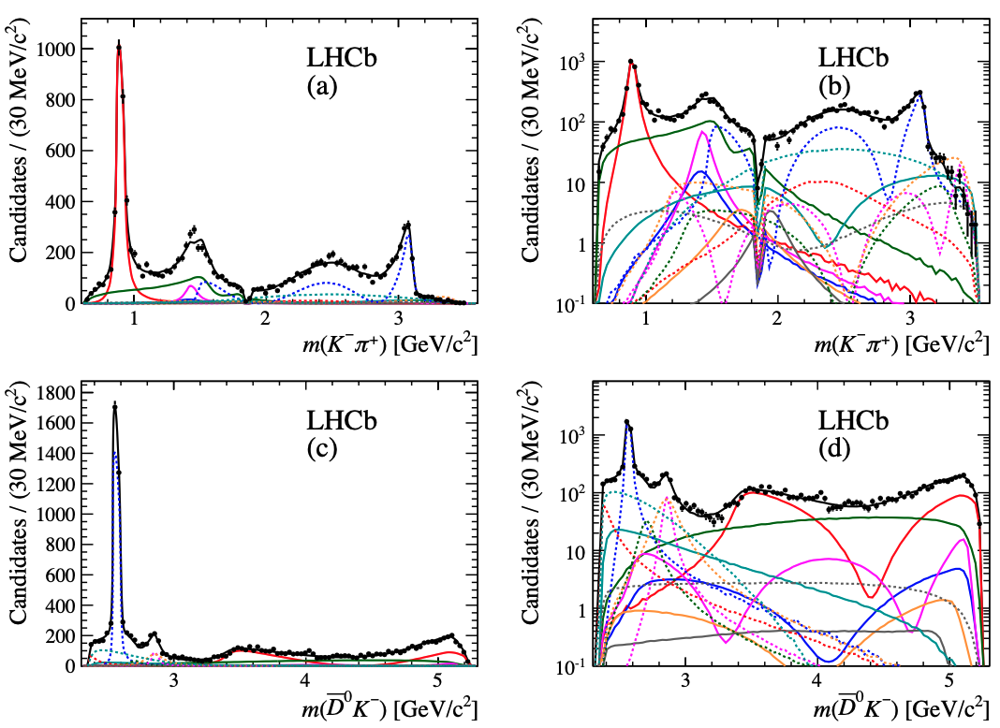 Candidates / (30 MeV/c²)
1000
800
600
400
200
0
LHCb
(a)
1
2
3
m(K⁻π⁺) [GeV/c²]
Candidates / (30 MeV/c²)
10³
10²
10
1
10⁻¹
LHCb
(b)
1
2
3
m(K⁻π⁺) [GeV/c²]
Candidates / (30 MeV/c²)
1800
1600
1400
1200
1000
800
600
400
200
0
LHCb
(c)
3
4
5
m(D̅⁰K⁻) [GeV/c²]
Candidates / (30 MeV/c²)
10³
10²
10
1
10⁻¹
LHCb
(d)
3
4
5
m(D̅⁰K⁻) [GeV/c²]